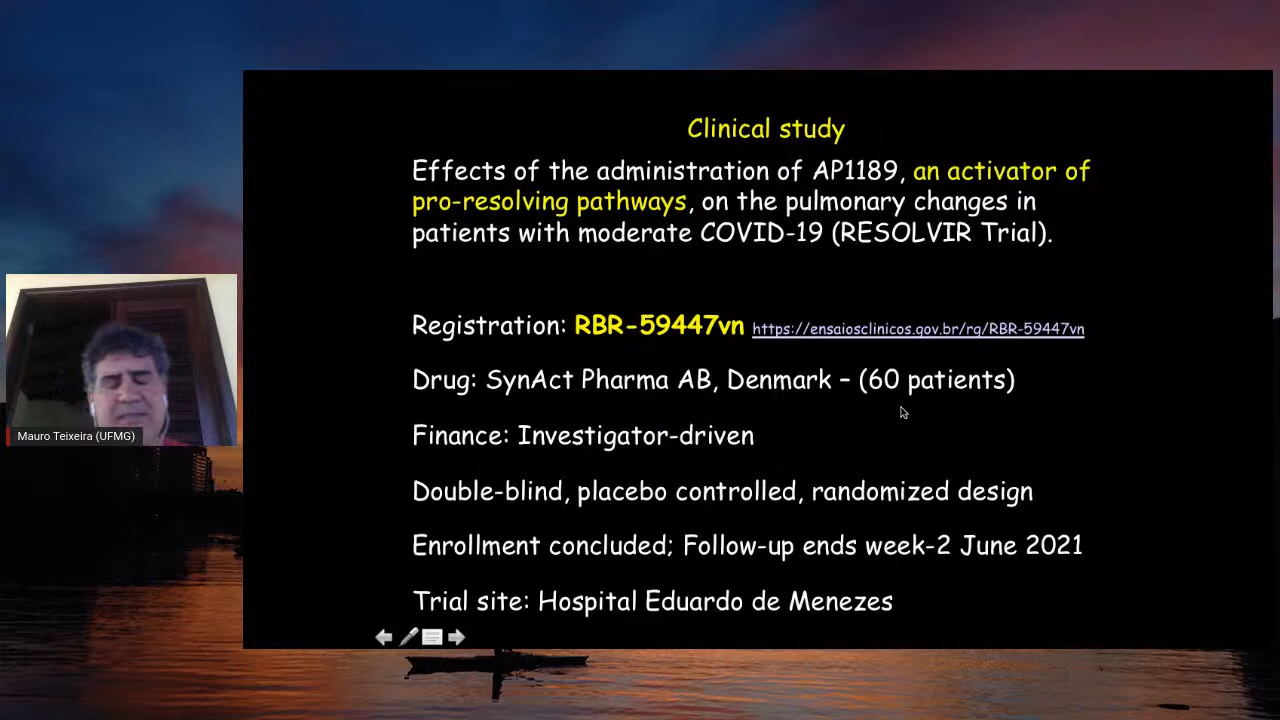 Clinical study
Effects of the administration of AP1189, an activator of
pro-resolving pathways, on the pulmonary changes in
patients with moderate COVID-19 (RESOLVIR Trial).
Registration: RBR-59447vn https://ensaiosclinicos.gov.br/rg/RBR-59447vn
Drug: SynAct Pharma AB, Denmark – (60 patients)
Finance: Investigator-driven
Double-blind, placebo controlled, randomized design
Enrollment concluded; Follow-up ends week-2 June 2021
Trial site: Hospital Eduardo de Menezes
Mauro Teixeira (UFMG)